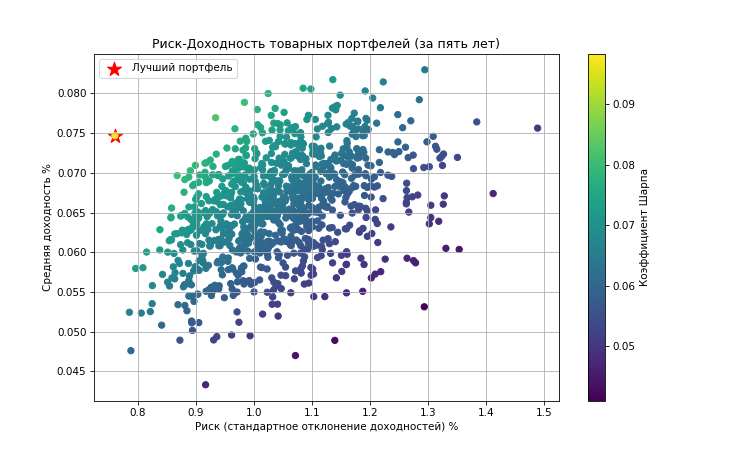 Риск-Доходность товарных портфелей (за пять лет)
Лучший портфель
Средняя доходность %
0.080
0.075
0.070
0.065
0.060
0.055
0.050
0.045
0.8 0.9 1.0 1.1 1.2 1.3 1.4 1.5
Риск (стандартное отклонение доходностей) %
0.09
0.08
0.07
0.06
0.05
Коэффициент Шарпа